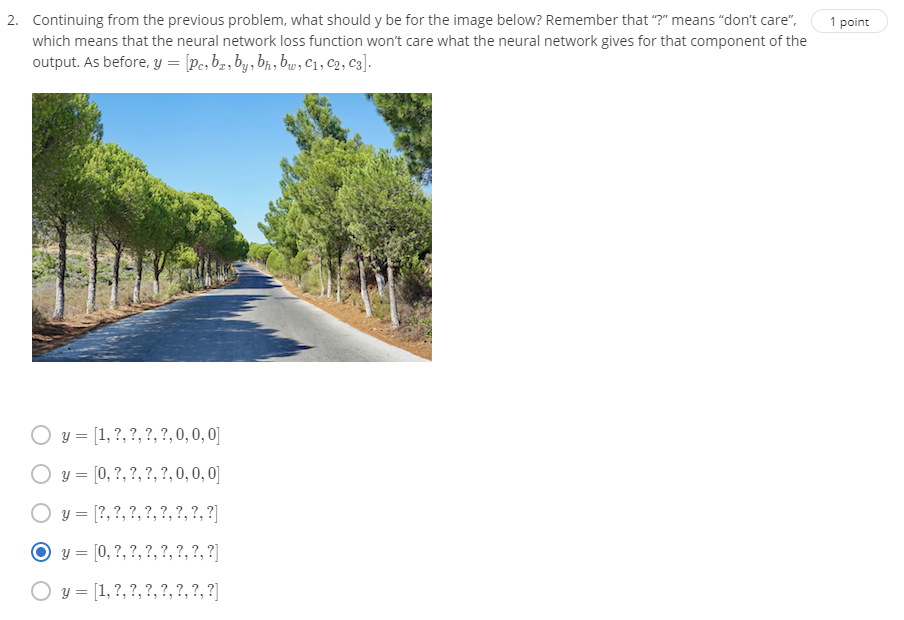 2. Continuing from the previous problem, what should y be for the image below? Remember that “?” means “don’t care”,
1 point
which means that the neural network loss function won’t care what the neural network gives for that component of the
output. As before, y = [p_c, b_x, b_y, b_h, b_w, c_1, c_2, c_3].
y = [1, ?, ?, ?, ?, 0, 0, 0]
y = [0, ?, ?, ?, ?, 0, 0, 0]
y = [?, ?, ?, ?, ?, ?, ?, ?]
y = [0, ?, ?, ?, ?, ?, ?, ?]
y = [1, ?, ?, ?, ?, ?, ?, ?]